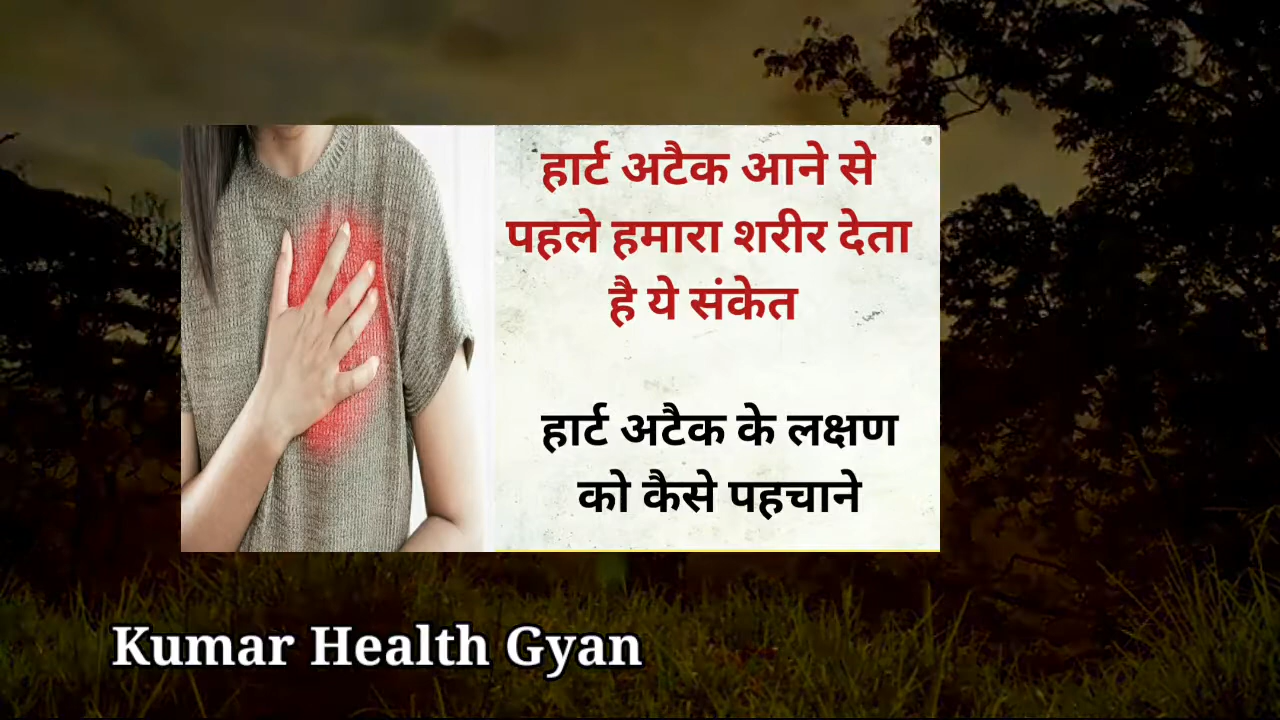 हार्ट अटैक आने से
पहले हमारा शरीर देता
है ये संकेत
हार्ट अटैक के लक्षण
को कैसे पहचाने
Kumar Health Gyan